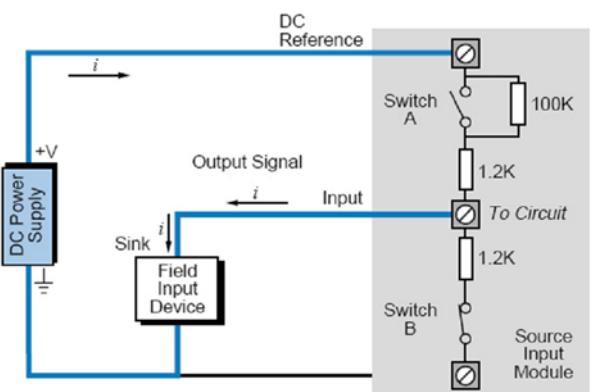 DC
Reference
i
Switch
A
100K
+V
1.2K
DC Power
Supply
Output Signal
i
Input
To Circuit
i
Sink
Field
Input
Device
1.2K
Switch
B
Source
Input
Module